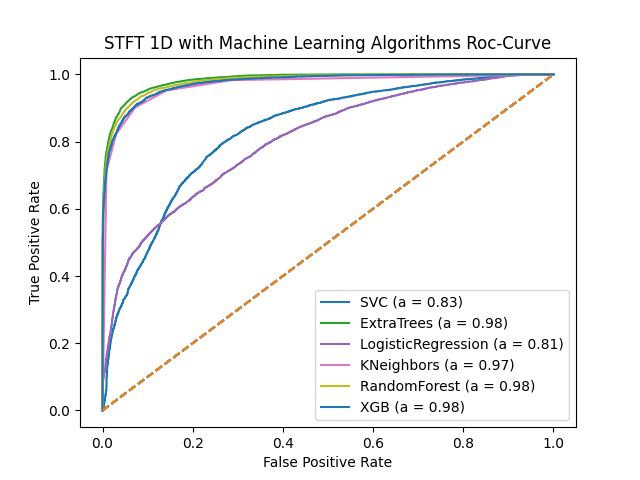 STFT 1D with Machine Learning Algorithms Roc-Curve
1.0
0.8
0.6
0.4
0.2
0.0
True Positive Rate
SVC (a = 0.83)
ExtraTrees (a = 0.98)
LogisticRegression (a = 0.81)
KNeighbors (a = 0.97)
RandomForest (a = 0.98)
XGB (a = 0.98)
0.0 0.2 0.4 0.6 0.8 1.0
False Positive Rate